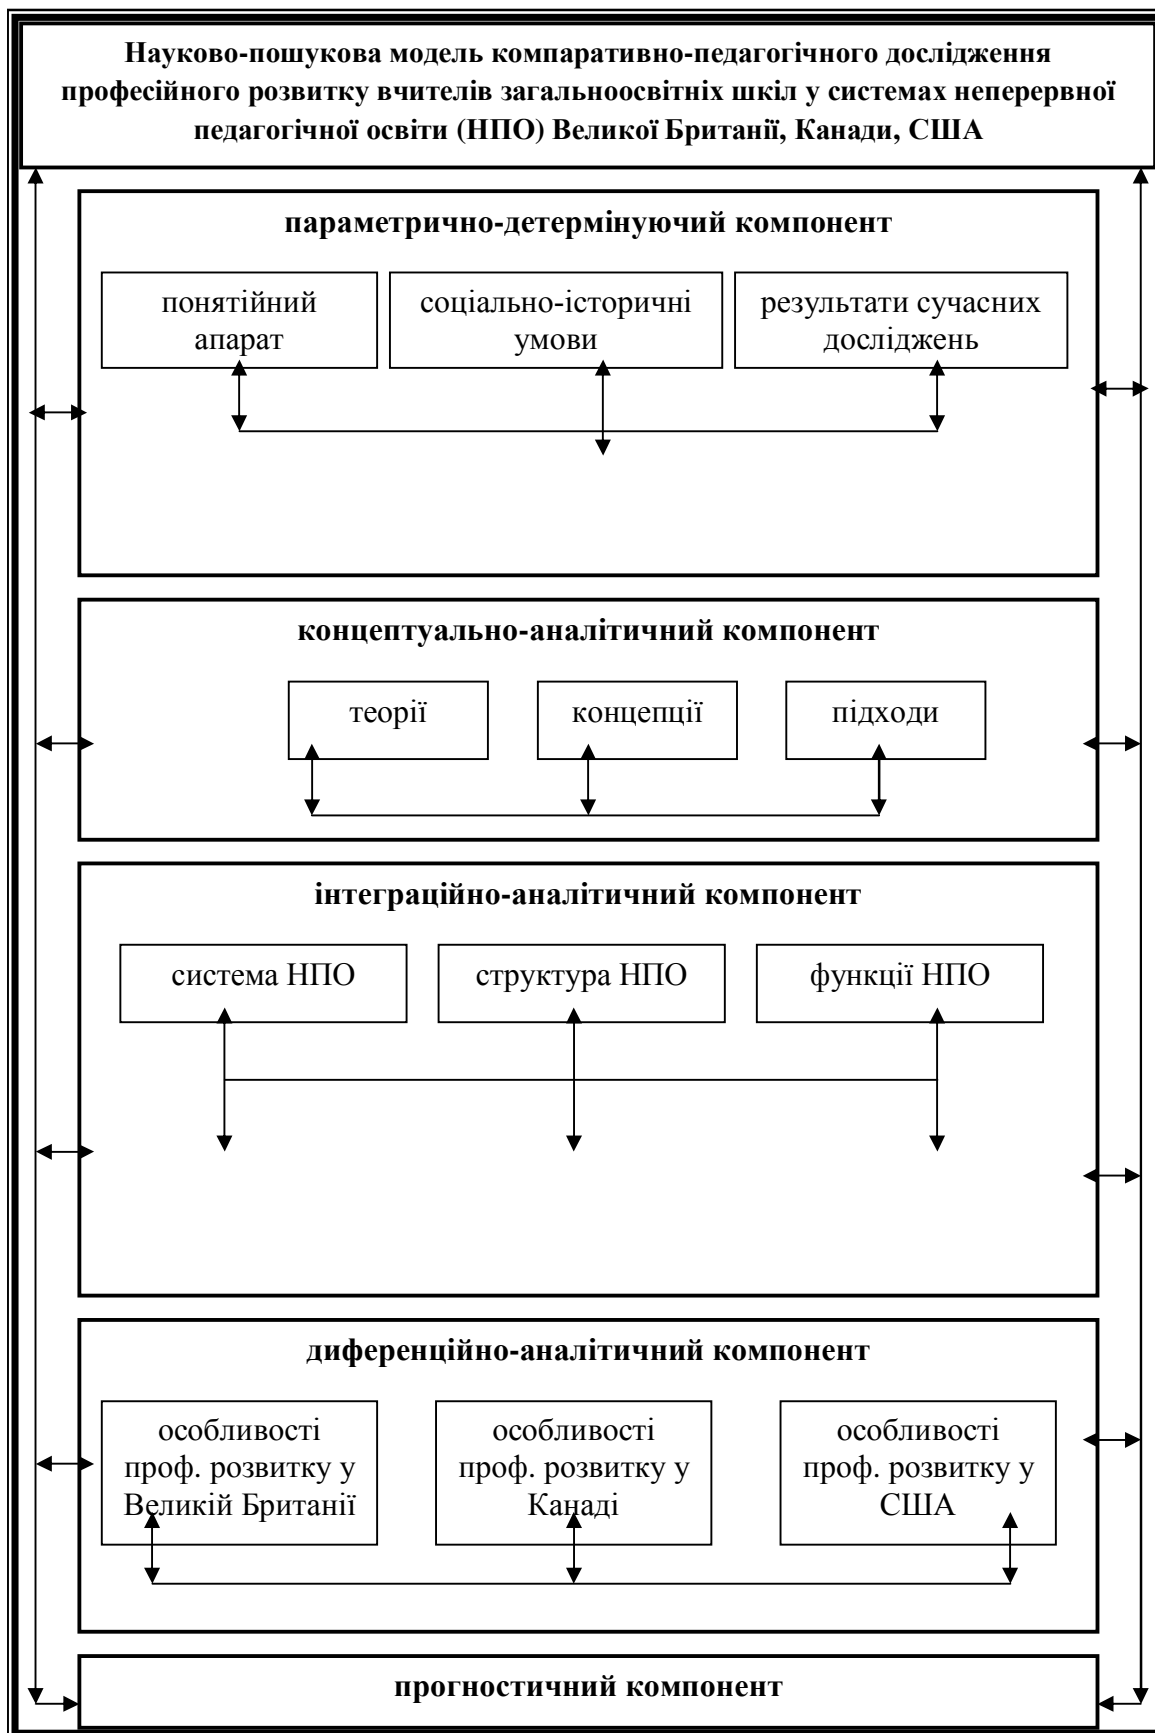 Науково-пошукова модель компаративно-педагогічного дослідження
професійного розвитку вчителів загальноосвітніх шкіл у системах неперервної
педагогічної освіти (НПО) Великої Британії, Канади, США
параметрично-детермінуючий компонент
понятійний
апарат
соціально-історичні
умови
результати сучасних
досліджень
концептуально-аналітичний компонент
теорії
концепції
підходи
інтеграційно-аналітичний компонент
система НПО
структура НПО
функції НПО
диференційно-аналітичний компонент
особливості
проф. розвитку у
Великій Британії
особливості
проф. розвитку у
Канаді
особливості
проф. розвитку у
США
прогностичний компонент